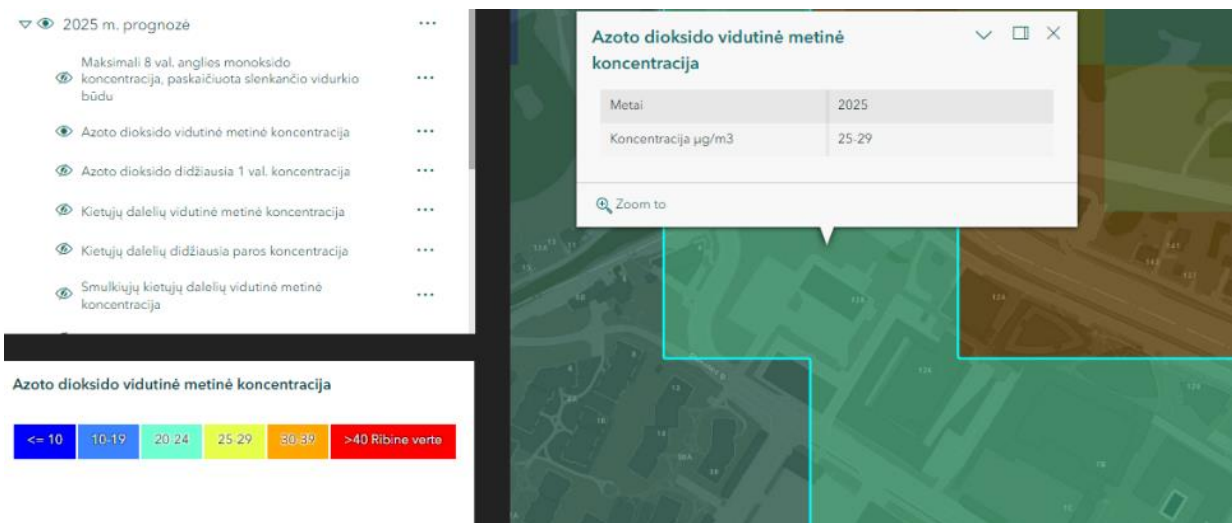 2025 m. prognozė
Maksimali 8 val. anglies monoksido
koncentracija, paskaičiuota slenkančio vidurkio
būdu
Azoto dioksido vidutinė metinė koncentracija
Azoto dioksido didžiausia 1 val. koncentracija
Kietųjų dalelių vidutinė metinė koncentracija
Kietųjų dalelių didžiausia paros koncentracija
Smulkiųjų kietųjų dalelių vidutinė metinė
koncentracija
Azoto dioksido vidutinė metinė koncentracija
<= 10 10-19 20-24 25-29 30-39 >40 Ribine verte
Azoto dioksido vidutinė metinė
koncentracija
Metai 2025
Koncentracija µg/m3 25-29
Zoom to